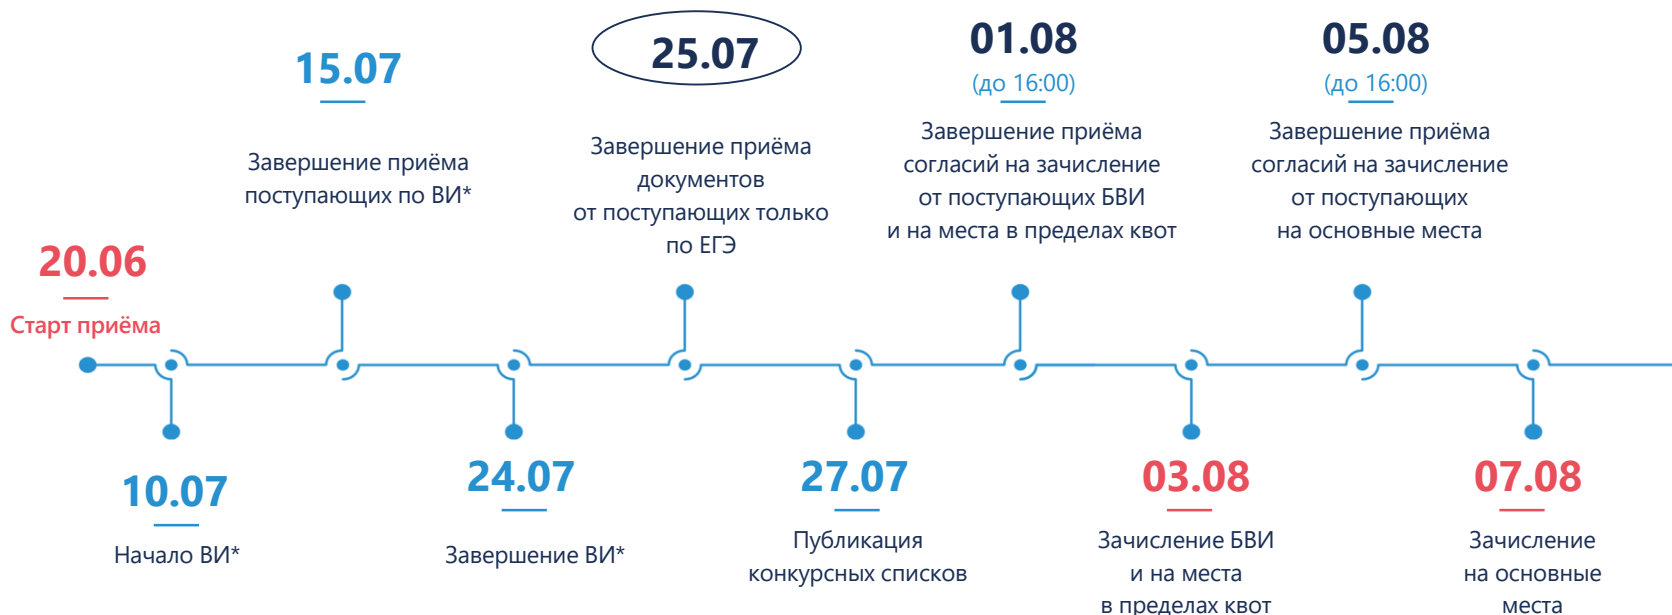 20.06
Старт приёма
10.07
Начало ВИ*
15.07
Завершение приёма
поступающих по ВИ*
24.07
Завершение ВИ*
25.07
Завершение приёма
документов
от поступающих только
по ЕГЭ
27.07
Публикация
конкурсных списков
01.08
(до 16:00)
Завершение приёма
согласий на зачисление
от поступающих БВИ
и на места в пределах квот
03.08
Зачисление БВИ
и на места
в пределах квот
05.08
(до 16:00)
Завершение приёма
согласий на зачисление
от поступающих
на основные места
07.08
Зачисление
на основные
места